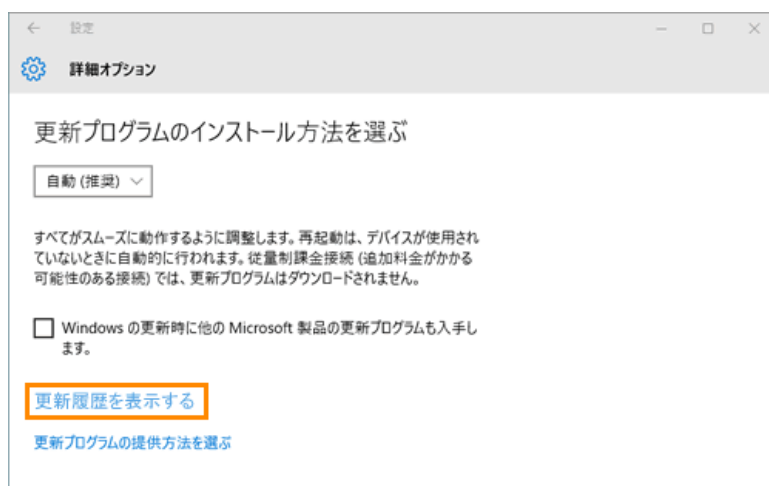 設定
詳細オプション
更新プログラムのインストール方法を選ぶ
自動 (推奨)
すべてがスムーズに動作するように調整します。再起動は、デバイスが使用され
ていないときに自動的に行われます。従量制課金接続 (追加料金がかかる
可能性のある接続) では、更新プログラムはダウンロードされません。
Windows の更新時に他の Microsoft 製品の更新プログラムも入手し
ます。
更新履歴を表示する
更新プログラムの提供方法を選ぶ